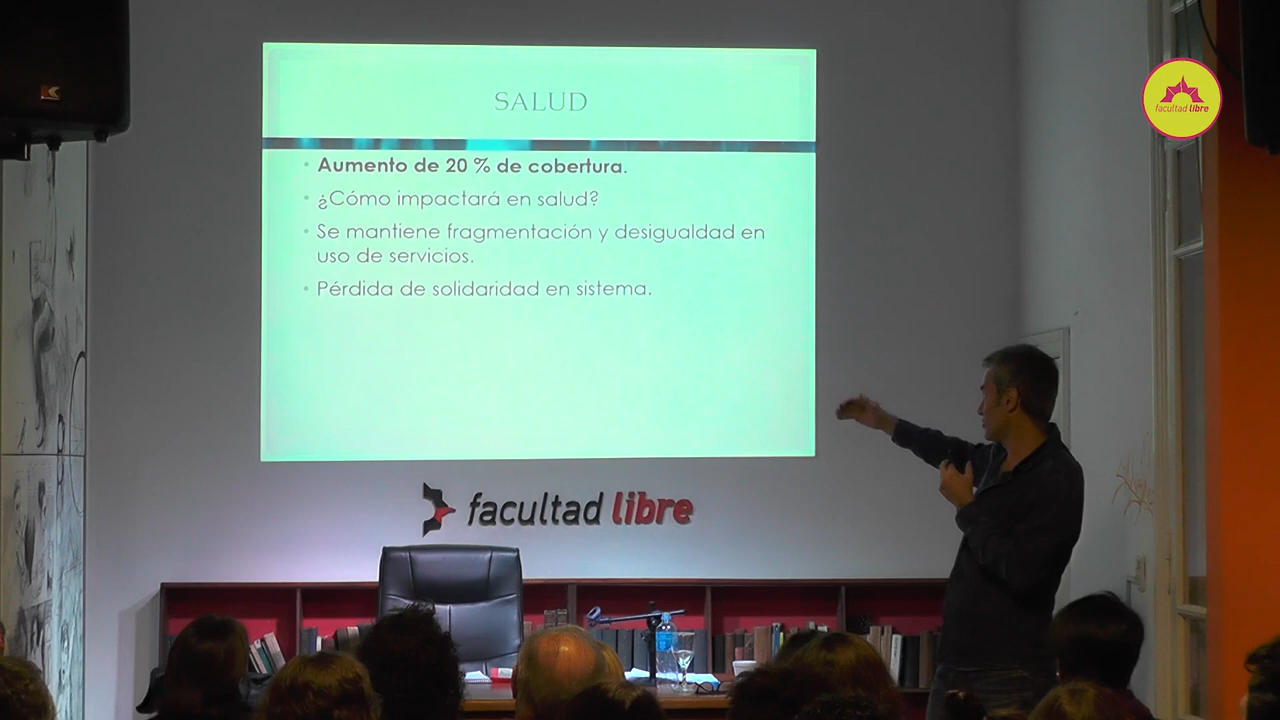 SALUD
• Aumento de 20 % de cobertura.
• ¿Cómo impactará en salud?
• Se mantiene fragmentación y desigualdad en
uso de servicios.
• Pérdida de solidaridad en sistema.
facultad libre
facultad libre